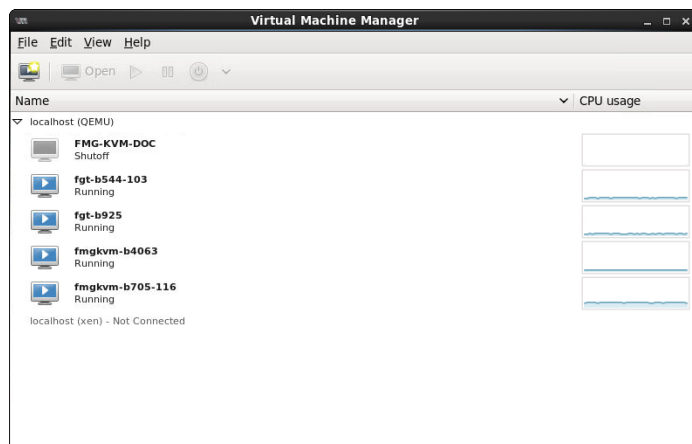 Virtual Machine Manager
File Edit View Help
Open
Name CPU usage
localhost (QEMU)
FMG-KVM-DOC
Shutoff
fgt-b544-103
Running
fgt-b925
Running
fmgkvm-b4063
Running
fmgkvm-b705-116
Running
localhost (xen) - Not Connected